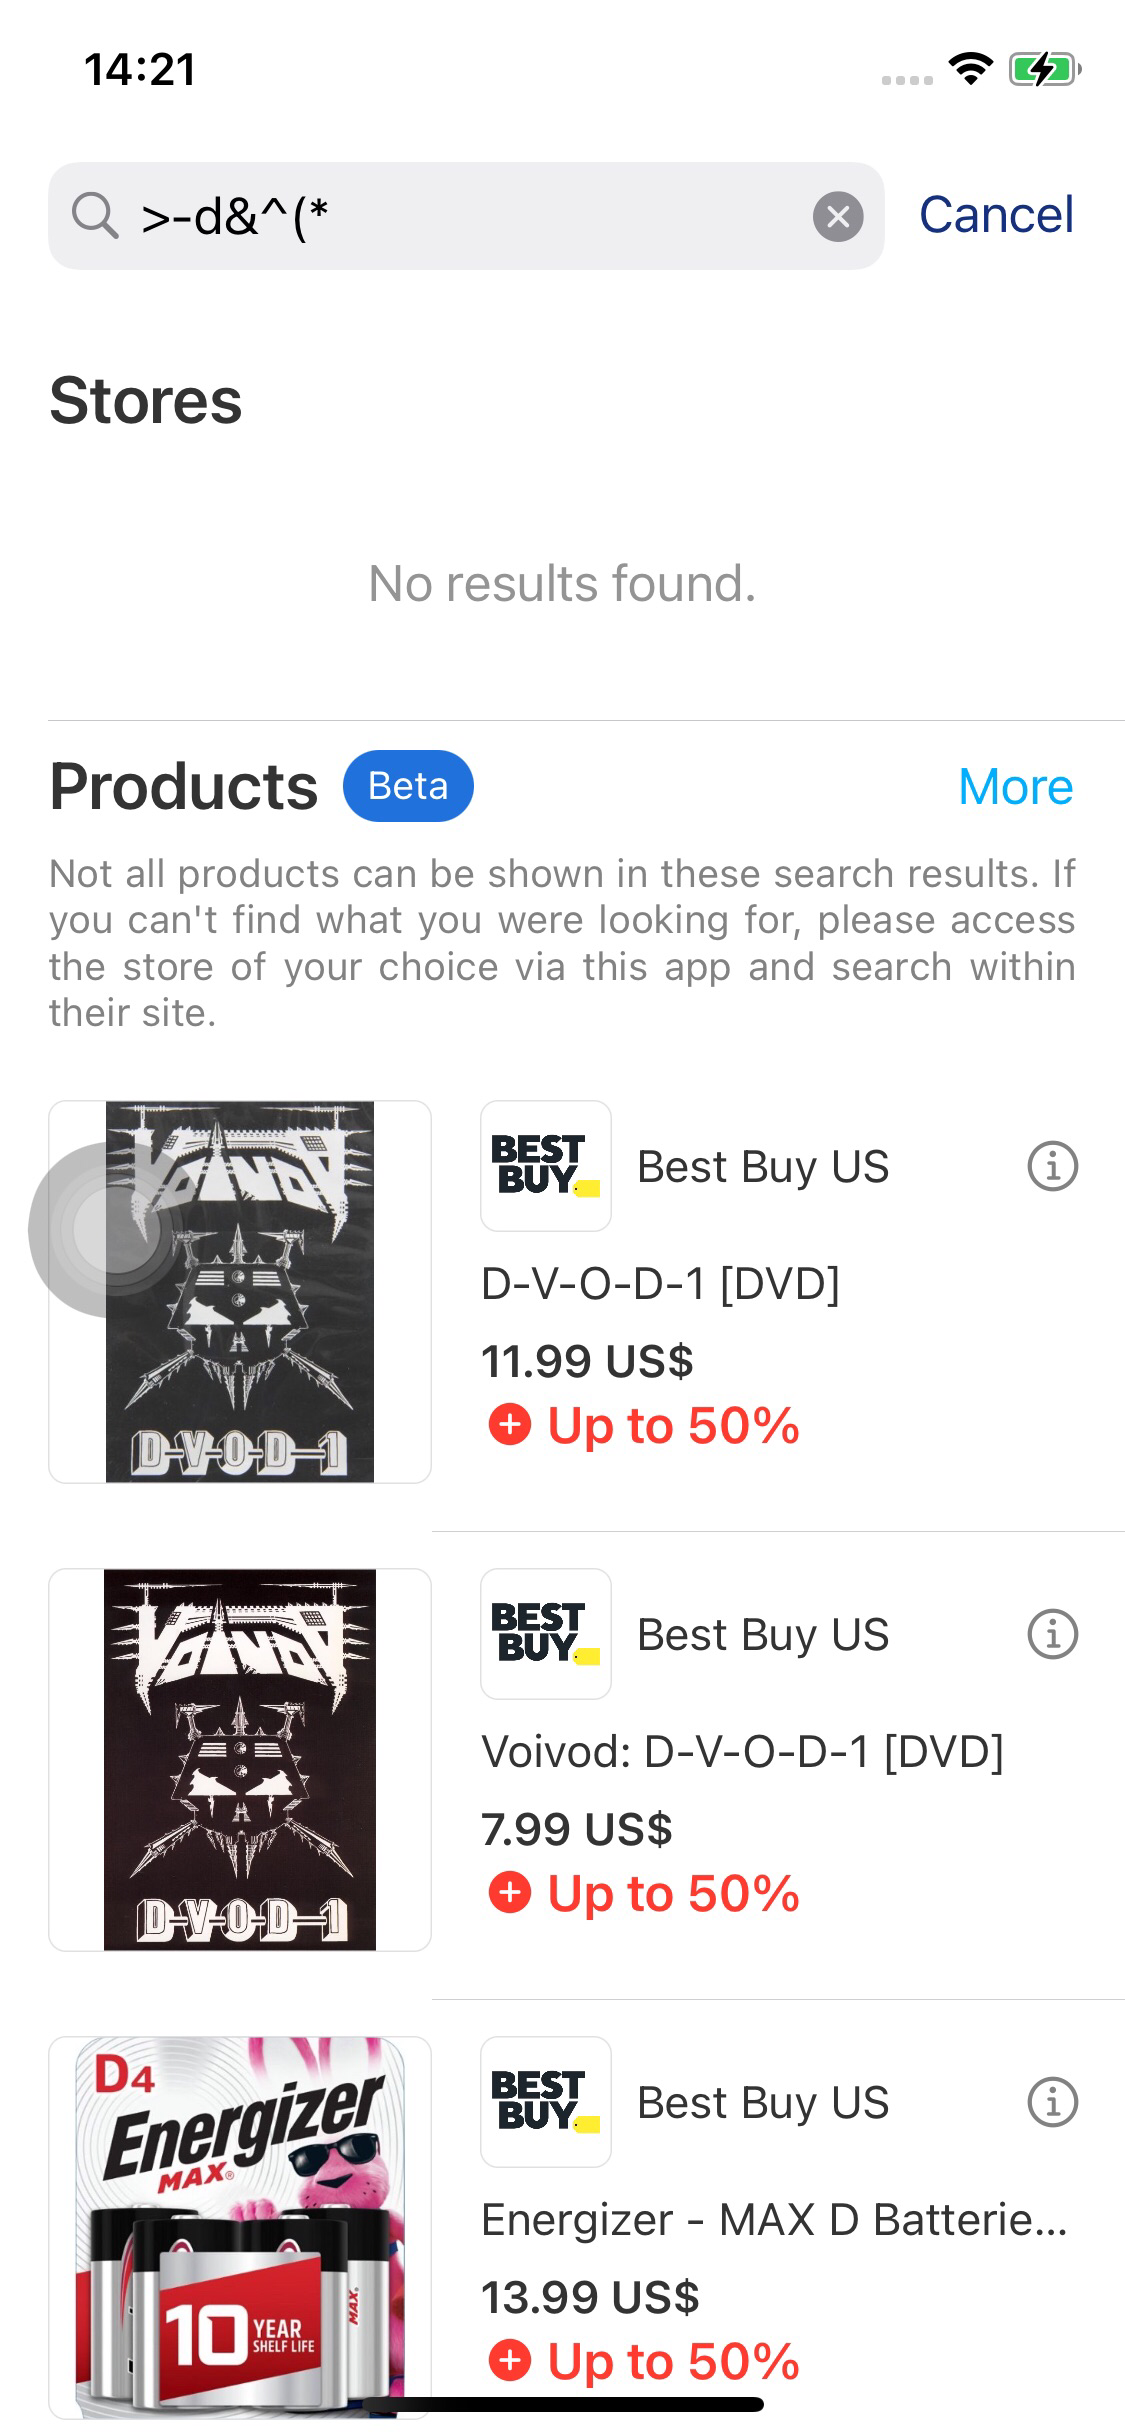 14:21
>-d&^(*
Cancel
Stores
No results found.
Products
Beta
More
Not all products can be shown in these search results. If
you can't find what you were looking for, please access
the store of your choice via this app and search within
their site.
VOIVOD
D-V-O-D-1
BEST
BUY
Best Buy US
D-V-O-D-1 [DVD]
11.99 US$
Up to 50%
VOIVOD
D-V-O-D-1
BEST
BUY
Best Buy US
Voivod: D-V-O-D-1 [DVD]
7.99 US$
Up to 50%
D4
Energizer
MAX®
MAX
10 YEAR
SHELF LIFE
BEST
BUY
Best Buy US
Energizer - MAX D Batterie...
13.99 US$
Up to 50%